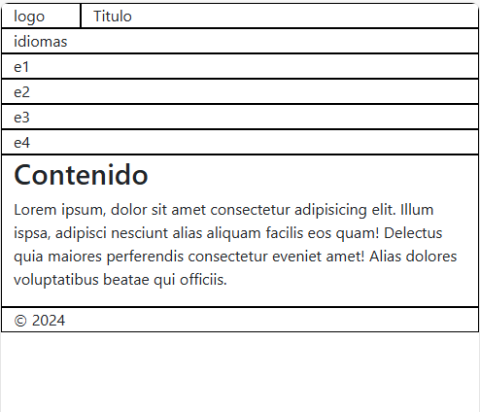 logo Titulo
idiomas
e1
e2
e3
e4
Contenido
Lorem ipsum, dolor sit amet consectetur adipisicing elit. Illum
ispsa, adipisci nesciunt alias aliquam facilis eos quam! Delectus
quia maiores perferendis consectetur eveniet amet! Alias dolores
voluptatibus beatae qui officiis.
© 2024